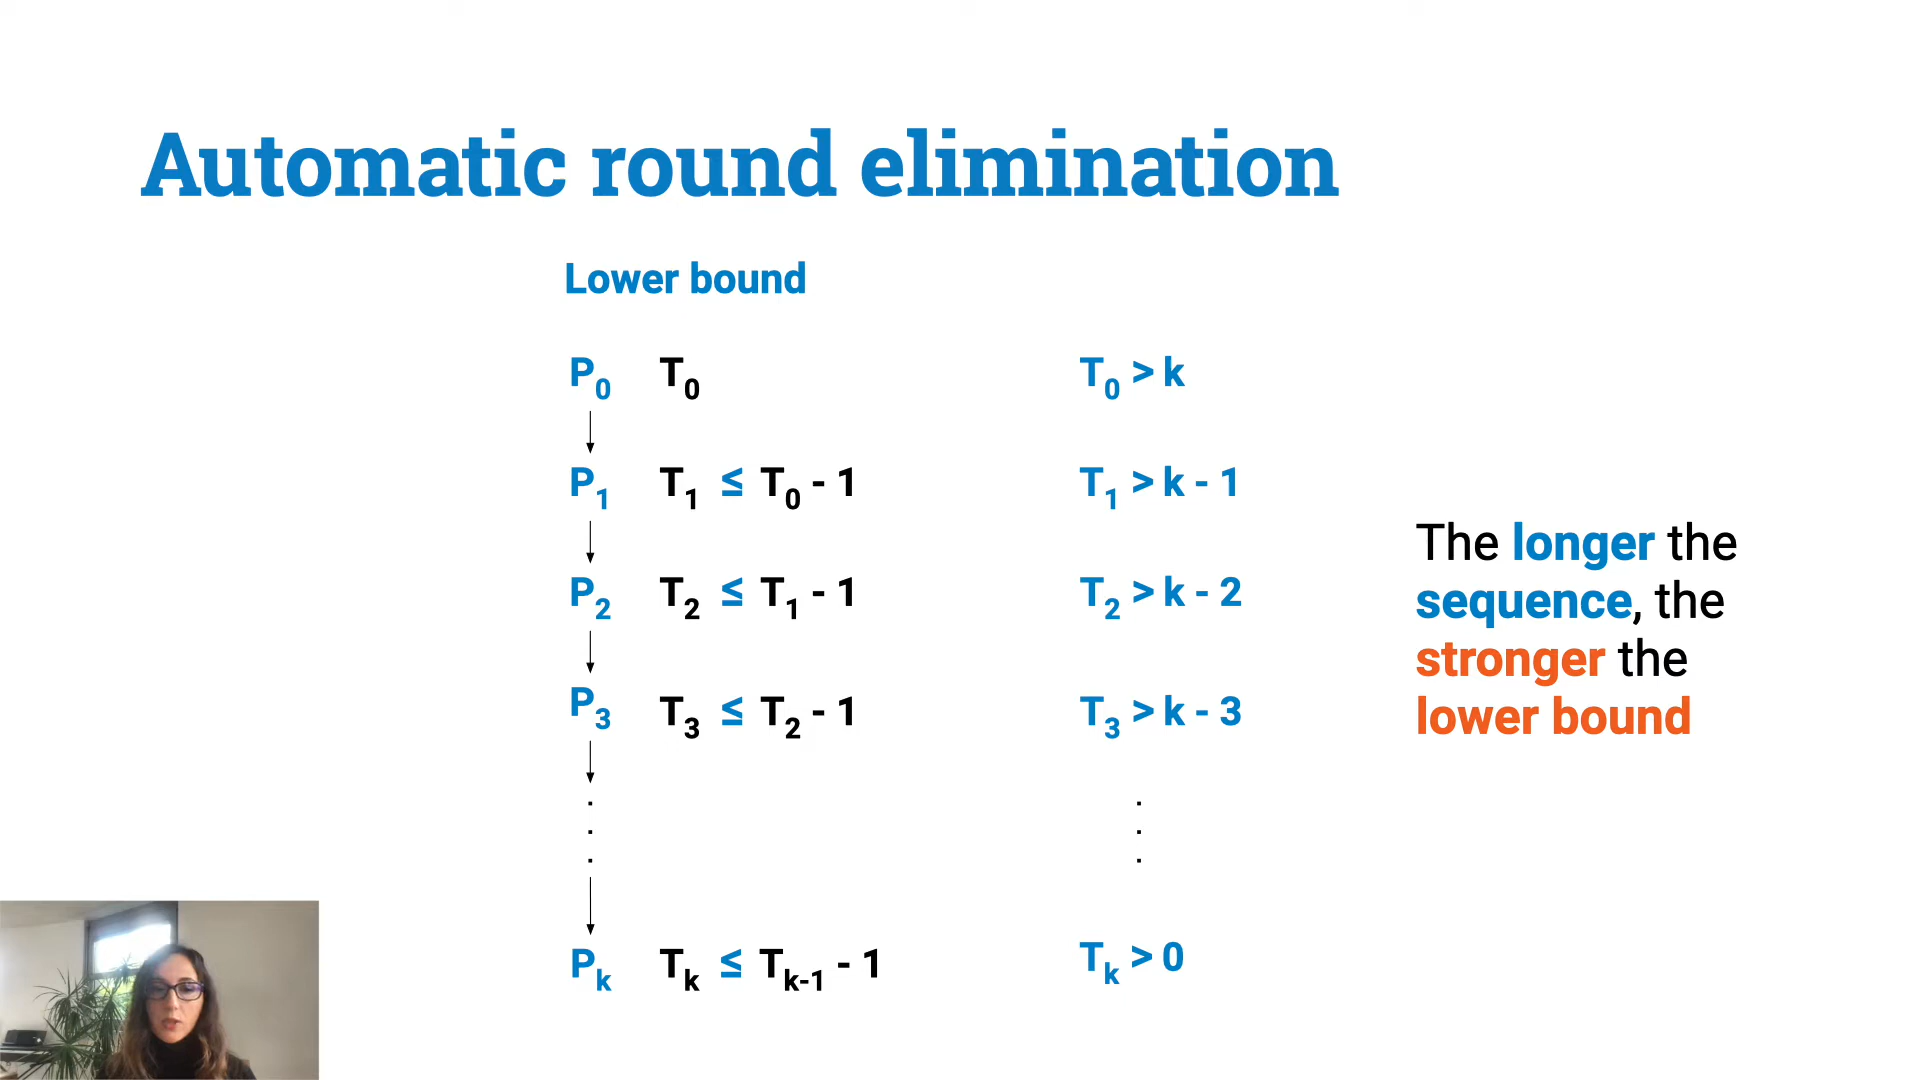 Automatic round elimination
Lower bound
P₀ T₀ T₀ > k
P₁ T₁ ≤ T₀ - 1 T₁ > k - 1
P₂ T₂ ≤ T₁ - 1 T₂ > k - 2
P₃ T₃ ≤ T₂ - 1 T₃ > k - 3
. .
. .
. .
Pₖ Tₖ ≤ Tₖ₋₁ - 1 Tₖ > 0
The longer the
sequence, the
stronger the
lower bound